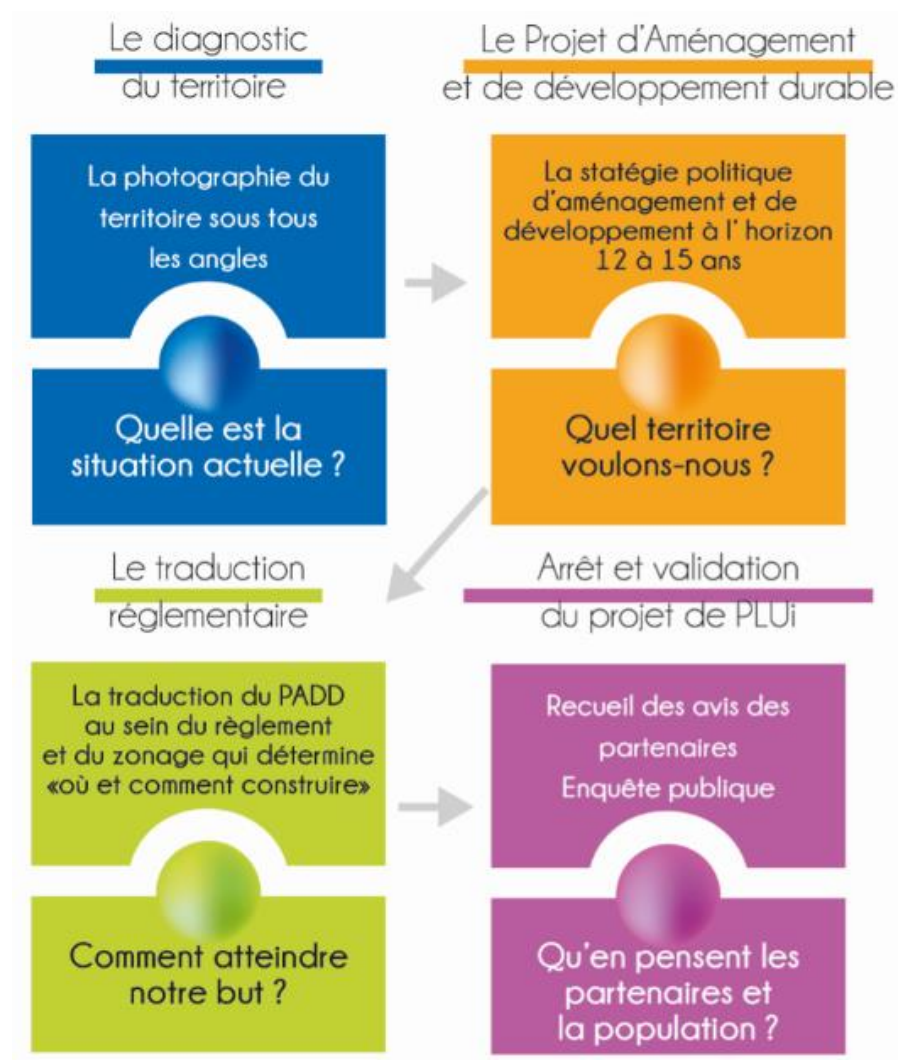 Le diagnostic
du territoire
La photographie du
territoire sous tous
les angles
Quelle est la
situation actuelle ?
Le Projet d'Aménagement
et de développement durable
La statégie politique
d'aménagement et de
développement à l' horizon
12 à 15 ans
Quel territoire
voulons-nous ?
Le traduction
réglementaire
La traduction du PADD
au sein du règlement
et du zonage qui détermine
«où et comment construire»
Comment atteindre
notre but ?
Arrêt et validation
du projet de PLUi
Recueil des avis des
partenaires
Enquête publique
Qu'en pensent les
partenaires et
la population ?